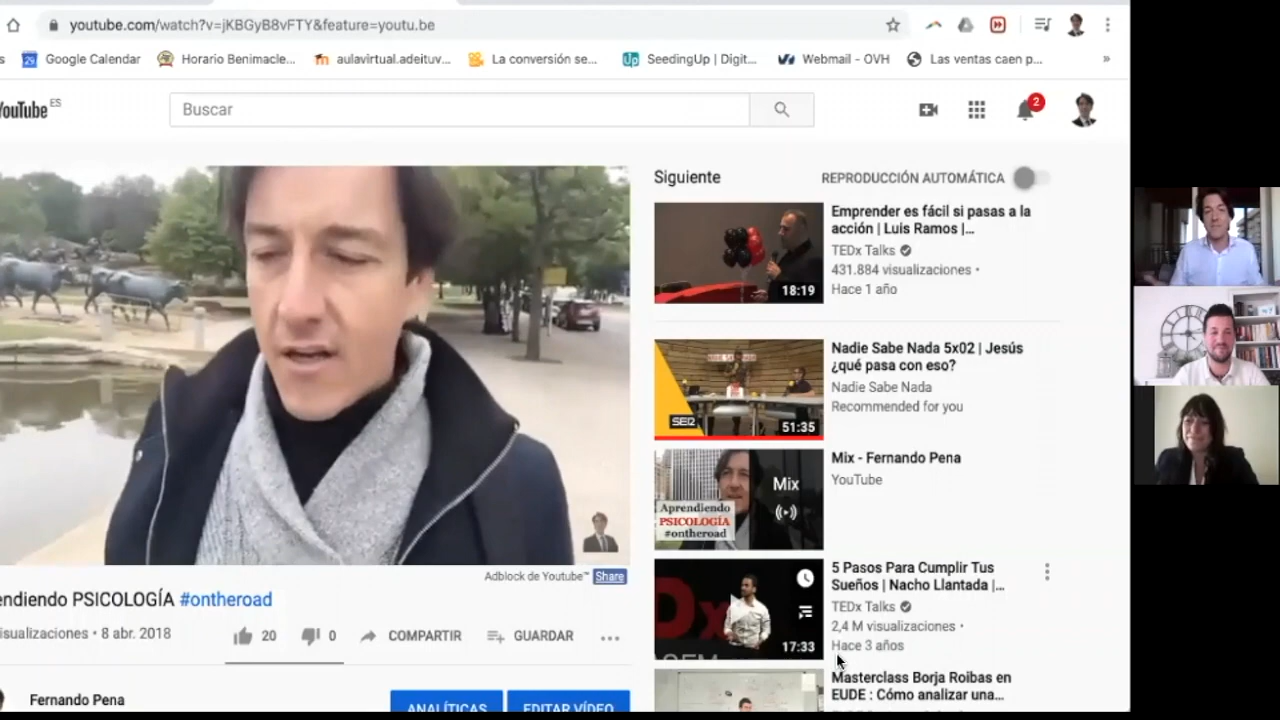 youtube.com/watch?v=jKBGyB8vFTY&feature=youtu.be
s
29 Google Calendar
Horario Benimacle...
aulavirtual.adeituv...
La conversión se...
Up SeedingUp | Digit...
Webmail - OVH
Las ventas caen p...
»
YouTube ES
Buscar
2
Siguiente
REPRODUCCIÓN AUTOMÁTICA
Emprender es fácil si pasas a la
acción | Luis Ramos |...
TEDx Talks
431.884 visualizaciones •
Hace 1 año
18:19
Nadie Sabe Nada 5x02 | Jesús
¿qué pasa con eso?
Nadie Sabe Nada
Recommended for you
SER
51:35
Mix - Fernando Pena
YouTube
Mix
Aprendiendo
PSICOLOGÍA
#ontheroad
5 Pasos Para Cumplir Tus
Sueños | Nacho Llantada |...
TEDx Talks
2,4 M visualizaciones •
Hace 3 años
Dx
17:33
Masterclass Borja Roibas en
EUDE : Cómo analizar una...
Adblock de Youtube™ Share
endiendo PSICOLOGÍA #ontheroad
isualizaciones • 8 abr. 2018
20
0
COMPARTIR
GUARDAR
Fernando Pena
ANALÍTICAS
EDITAR VÍDEO